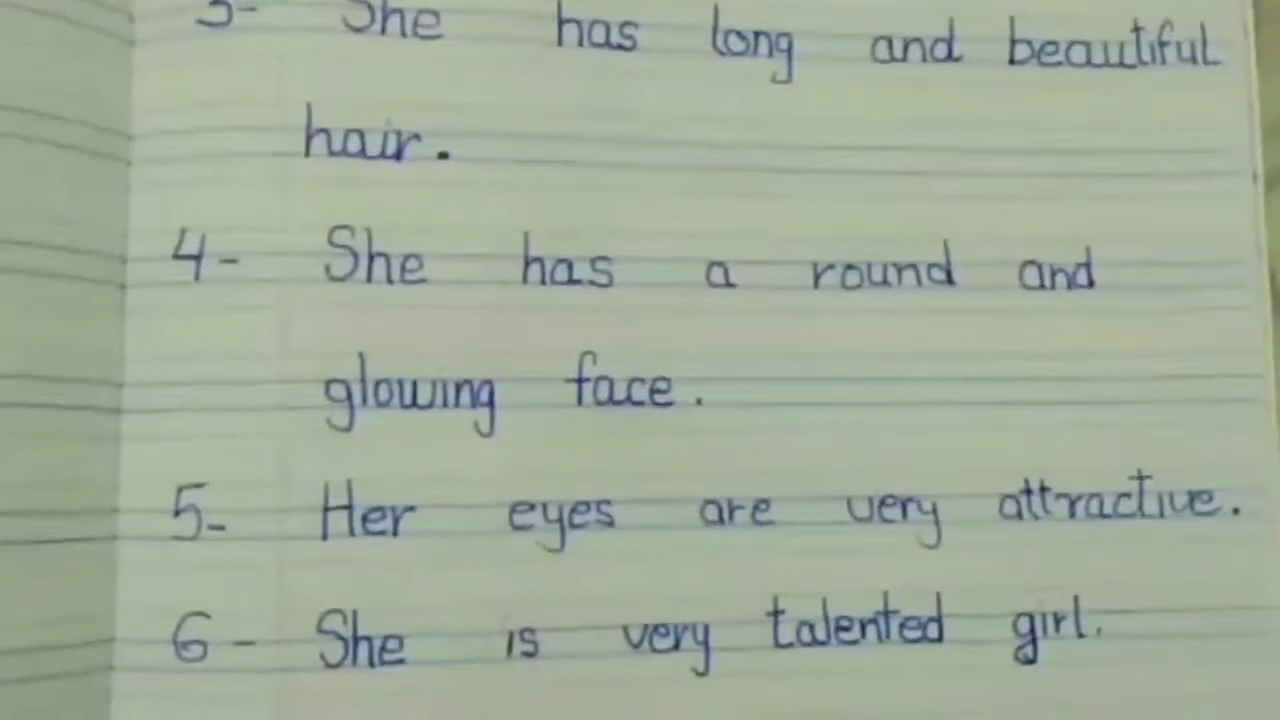 3- She has long and beautiful
hair.
4- She has a round and
glowing face.
5- Her eyes are very attractive.
6- She is very talented girl.